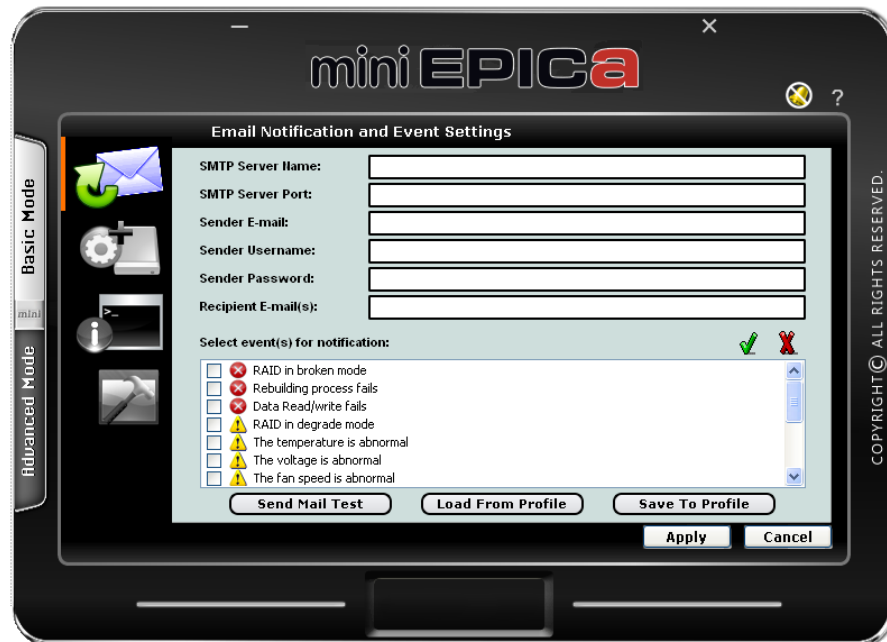 mini EPICa
?
Email Notification and Event Settings
Basic Mode
mini
Advanced Mode
SMTP Server Name:
SMTP Server Port:
Sender E-mail:
Sender Username:
Sender Password:
Recipient E-mail(s):
Select event(s) for notification:
RAID in broken mode
Rebuilding process fails
Data Read/write fails
RAID in degrade mode
The temperature is abnormal
The voltage is abnormal
The fan speed is abnormal
Send Mail Test
Load From Profile
Save To Profile
Apply
Cancel
COPYRIGHT© ALL RIGHTS RESERVED.